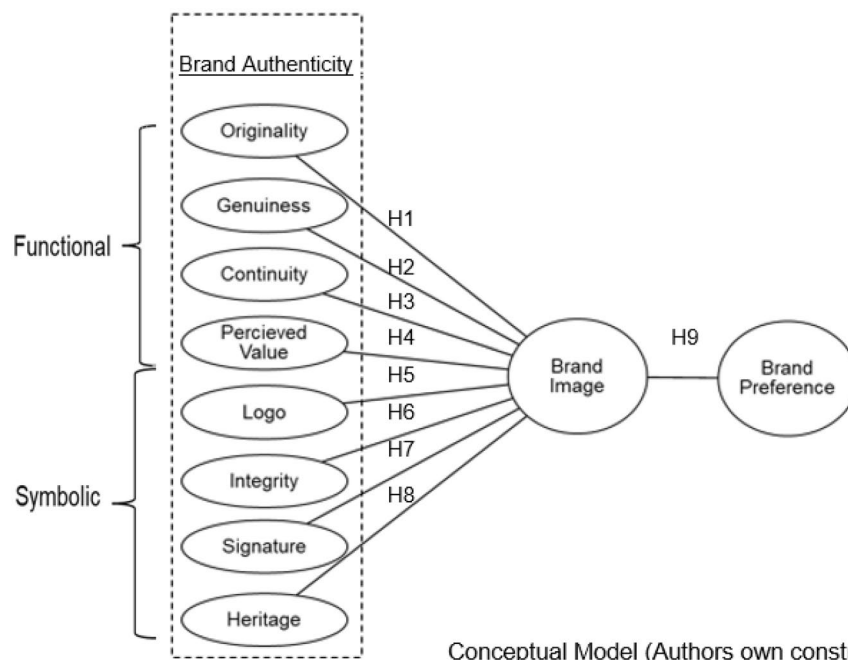 Brand Authenticity
Originality
Genuiness
Continuity
Percieved
Value
Logo
Integrity
Signature
Heritage
Functional
Symbolic
H1
H2
H3
H4
H5
H6
H7
H8
Brand
Image
H9
Brand
Preference
Conceptual Model (Authors own